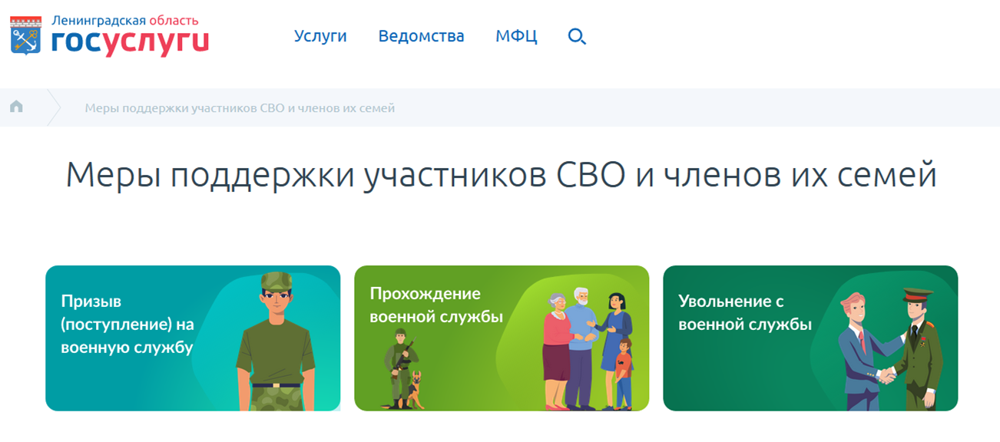 Ленинградская область
госуслуги
Услуги Ведомства МФЦ
Меры поддержки участников СВО и членов их семей
Меры поддержки участников СВО и членов их семей
Призыв
(поступление) на
военную службу
Прохождение
военной службы
Увольнение с
военной службы